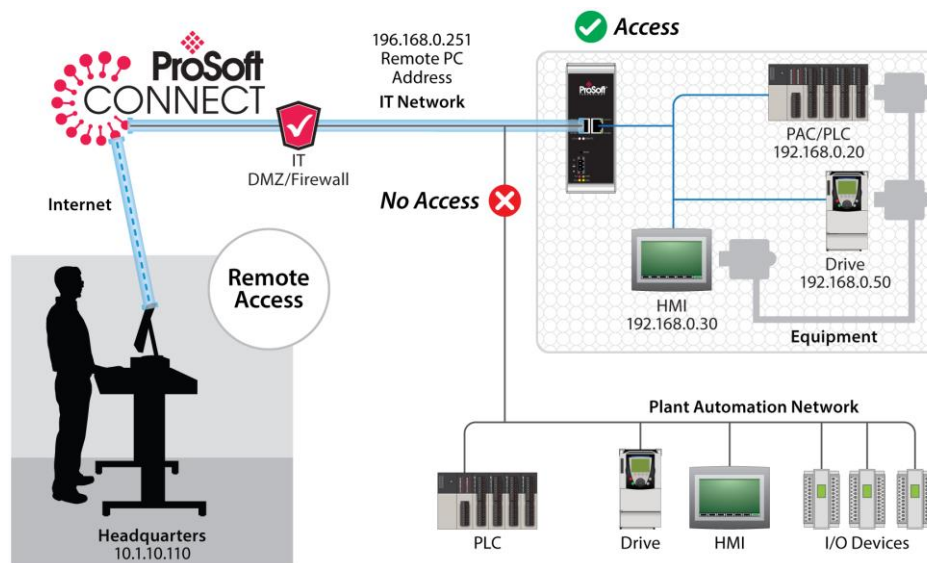 ProSoft
CONNECT
196.168.0.251
Remote PC
Address
IT Network
Access
ProSoft
PAC/PLC
192.168.0.20
IT
DMZ/Firewall
No Access
Internet
Remote
Access
Drive
192.168.0.50
HMI
192.168.0.30
Equipment
Plant Automation Network
PLC
Drive
HMI
I/O Devices
Headquarters
10.1.10.110